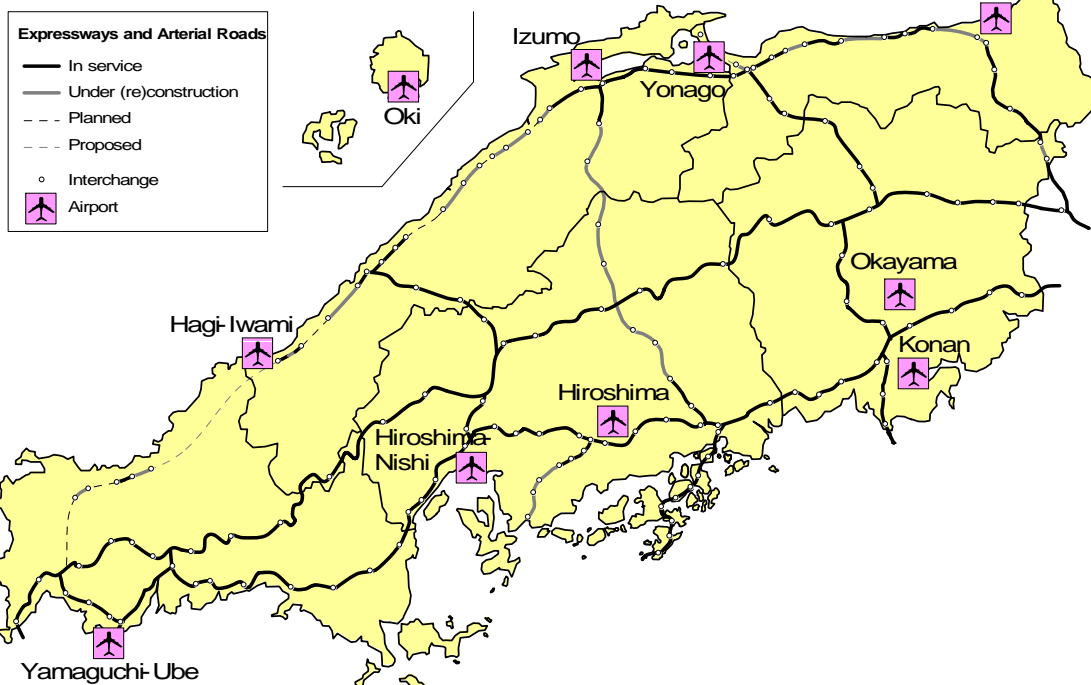 Expressways and Arterial Roads
In service
Under (re)construction
Planned
Proposed
Interchange
Airport
Oki
Izumo
Yonago
Okayama
Konan
Hagi-Iwami
Hiroshima
Hiroshima-
Nishi
Yamaguchi-Ube